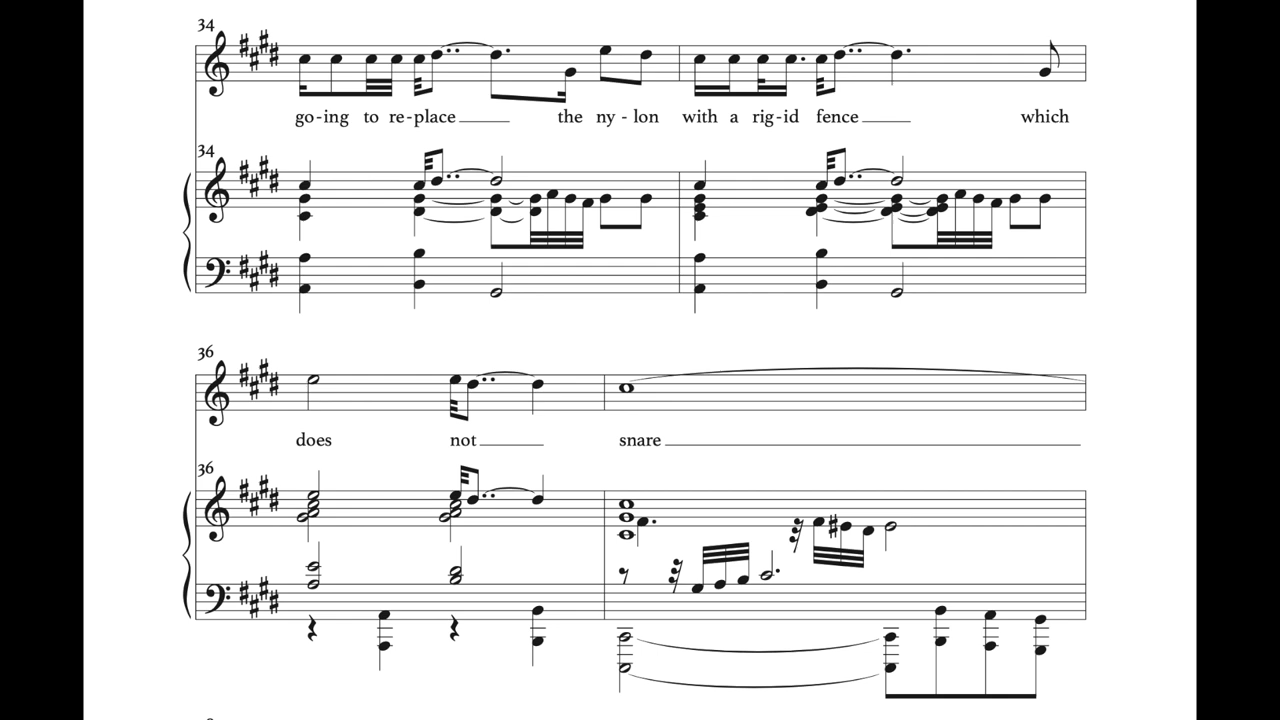 34
go-ing to re-place the ny-lon with a rig-id fence which
34
36
does not snare
36